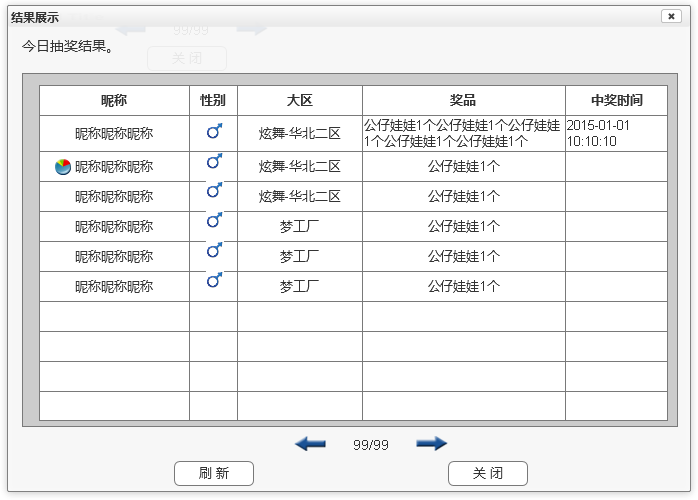 结果展示
99/99
关 闭
今日抽奖结果。
昵称 性别 大区 奖品 中奖时间
昵称昵称昵称 炫舞-华北二区 公仔娃娃1个公仔娃娃1个公仔娃娃 2015-01-01
1个公仔娃娃1个公仔娃娃1个 10:10:10
昵称昵称昵称 炫舞-华北二区 公仔娃娃1个
昵称昵称昵称 炫舞-华北二区 公仔娃娃1个
昵称昵称昵称 梦工厂 公仔娃娃1个
昵称昵称昵称 梦工厂 公仔娃娃1个
昵称昵称昵称 梦工厂 公仔娃娃1个
99/99
刷 新 关 闭